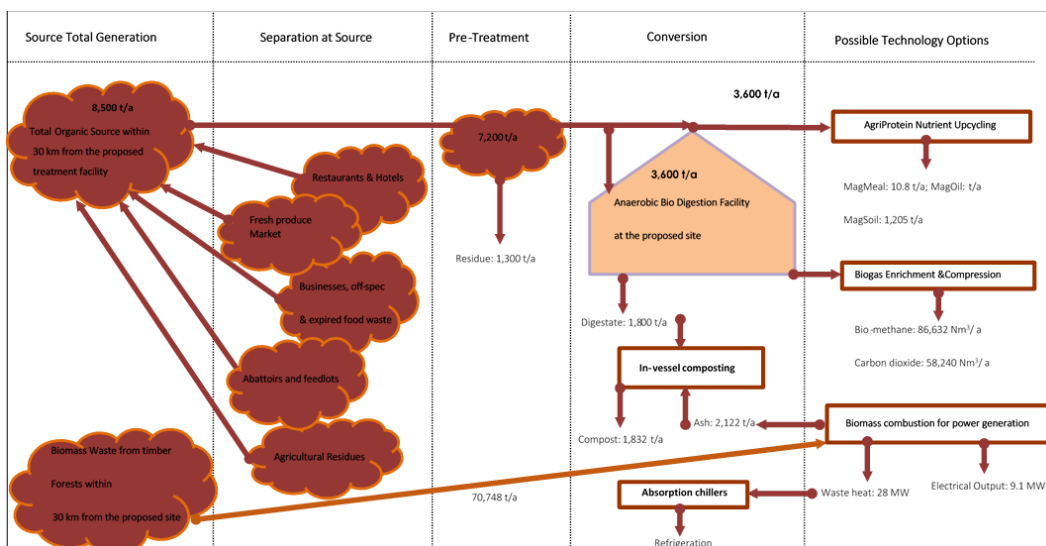 Source Total Generation
Separation at Source
Pre-Treatment
Conversion
Possible Technology Options
8,500 t/a
Total Organic Source within
30 km from the proposed
treatment facility
Restaurants & Hotels
Fresh produce
Market
Businesses, off-spec
& expired food waste
Abattoirs and feedlots
Agricultural Residues
Biomass Waste from timber
Forests within
30 km from the proposed site
7,200 t/a
Residue: 1,300 t/a
70,748 t/a
3,600 t/a
3,600 t/a
Anaerobic Bio Digestion Facility
at the proposed site
Digestate: 1,800 t/a
In-vessel composting
Compost: 1,832 t/a
Ash: 2,122 t/a
Absorption chillers
Refrigeration
AgriProtein Nutrient Upcycling
MagMeal: 10.8 t/a; MagOil: t/a
MagSoil: 1,205 t/a
Biogas Enrichment &Compression
Bio-methane: 86,632 Nm³/ a
Carbon dioxide: 58,240 Nm³/ a
Biomass combustion for power generation
Waste heat: 28 MW
Electrical Output: 9.1 MW